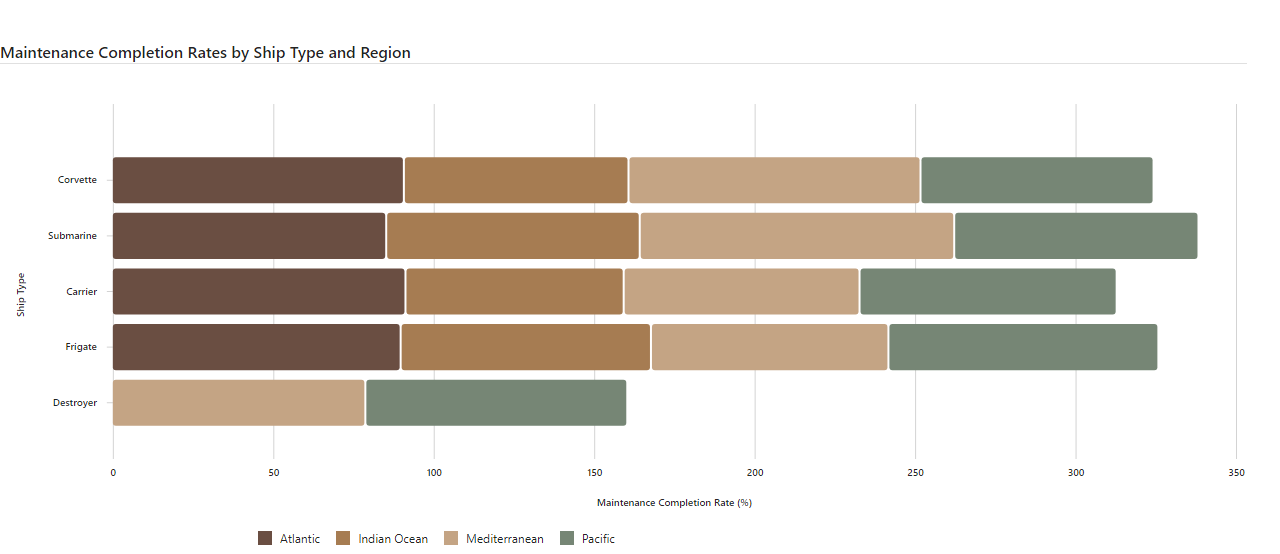 Maintenance Completion Rates by Ship Type and Region
Ship Type
Corvette
Submarine
Carrier
Frigate
Destroyer
0 50 100 150 200 250 300 350
Maintenance Completion Rate (%)
Atlantic Indian Ocean Mediterranean Pacific